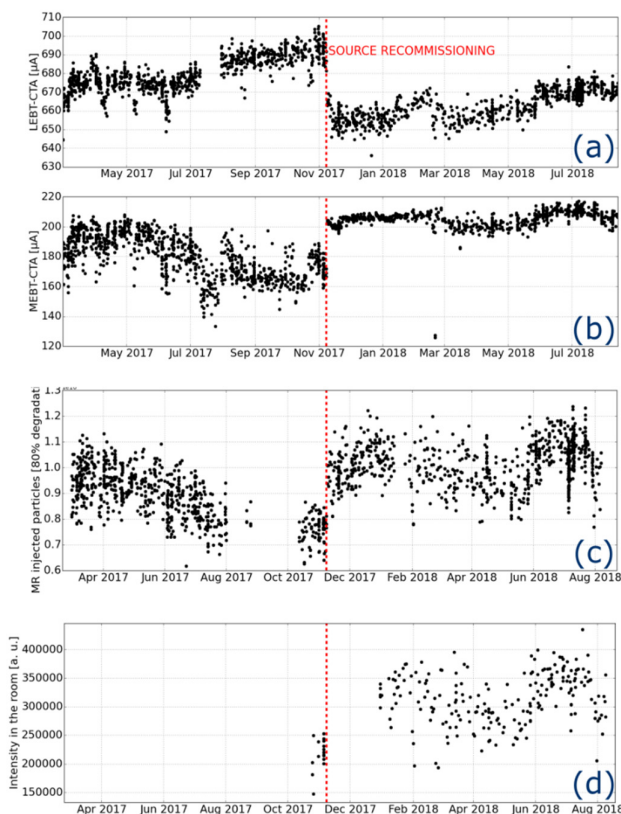 710
700
690
680
670
660
650
640
630
LEBT-CTA [µA]
SOURCE RECOMMISSIONING
(a)
May 2017 Jul 2017 Sep 2017 Nov 2017 Jan 2018 Mar 2018 May 2018 Jul 2018
220
200
180
160
140
120
MEBT-CTA [µA]
(b)
May 2017 Jul 2017 Sep 2017 Nov 2017 Jan 2018 Mar 2018 May 2018 Jul 2018
1.3
1.2
1.1
1.0
0.9
0.8
0.7
0.6
MR injected particles [80% degradati
(c)
Apr 2017 Jun 2017 Aug 2017 Oct 2017 Dec 2017 Feb 2018 Apr 2018 Jun 2018 Aug 2018
400000
350000
300000
250000
200000
150000
Intensity in the room [a. u.]
(d)
Apr 2017 Jun 2017 Aug 2017 Oct 2017 Dec 2017 Feb 2018 Apr 2018 Jun 2018 Aug 2018